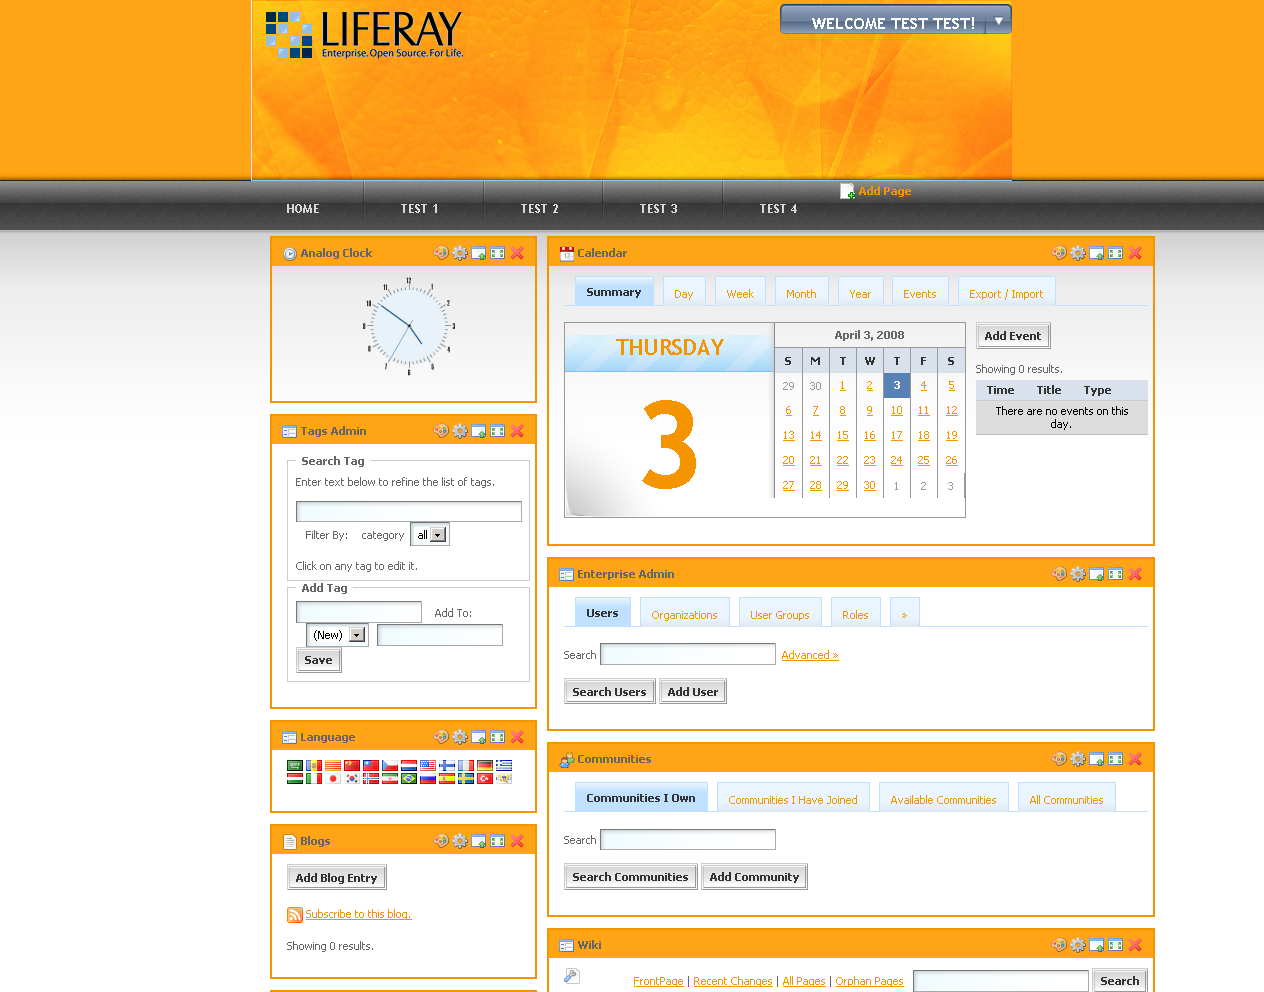 LIFERAY
Enterprise. Open Source. For Life.
WELCOME TEST TEST!
HOME
TEST 1
TEST 2
TEST 3
TEST 4
Add Page
Analog Clock
12
1
2
3
4
5
6
7
8
9
10
11
Tags Admin
Search Tag
Enter text below to refine the list of tags.
Filter By: category all
Click on any tag to edit it.
Add Tag
Add To:
(New)
Save
Language
Blogs
Add Blog Entry
Subscribe to this blog.
Showing 0 results.
Calendar
Summary Day Week Month Year Events Export / Import
THURSDAY
3
April 3, 2008
S M T W T F S
29 30 1 2 3 4 5
6 7 8 9 10 11 12
13 14 15 16 17 18 19
20 21 22 23 24 25 26
27 28 29 30 1 2 3
Add Event
Showing 0 results.
Time Title Type
There are no events on this
day.
Enterprise Admin
Users Organizations User Groups Roles »
Search Advanced »
Search Users Add User
Communities
Communities I Own Communities I Have Joined Available Communities All Communities
Search
Search Communities Add Community
Wiki
FrontPage | Recent Changes | All Pages | Orphan Pages Search